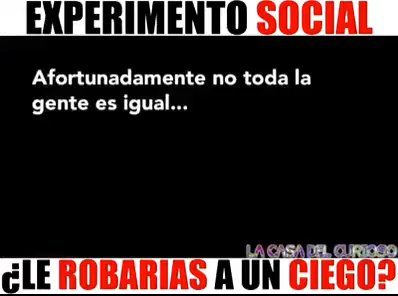 EXPERIMENTO SOCIAL
Afortunadamente no toda la
gente es igual...
LA CASA DEL CURIOSO
¿LE ROBARIAS A UN CIEGO?